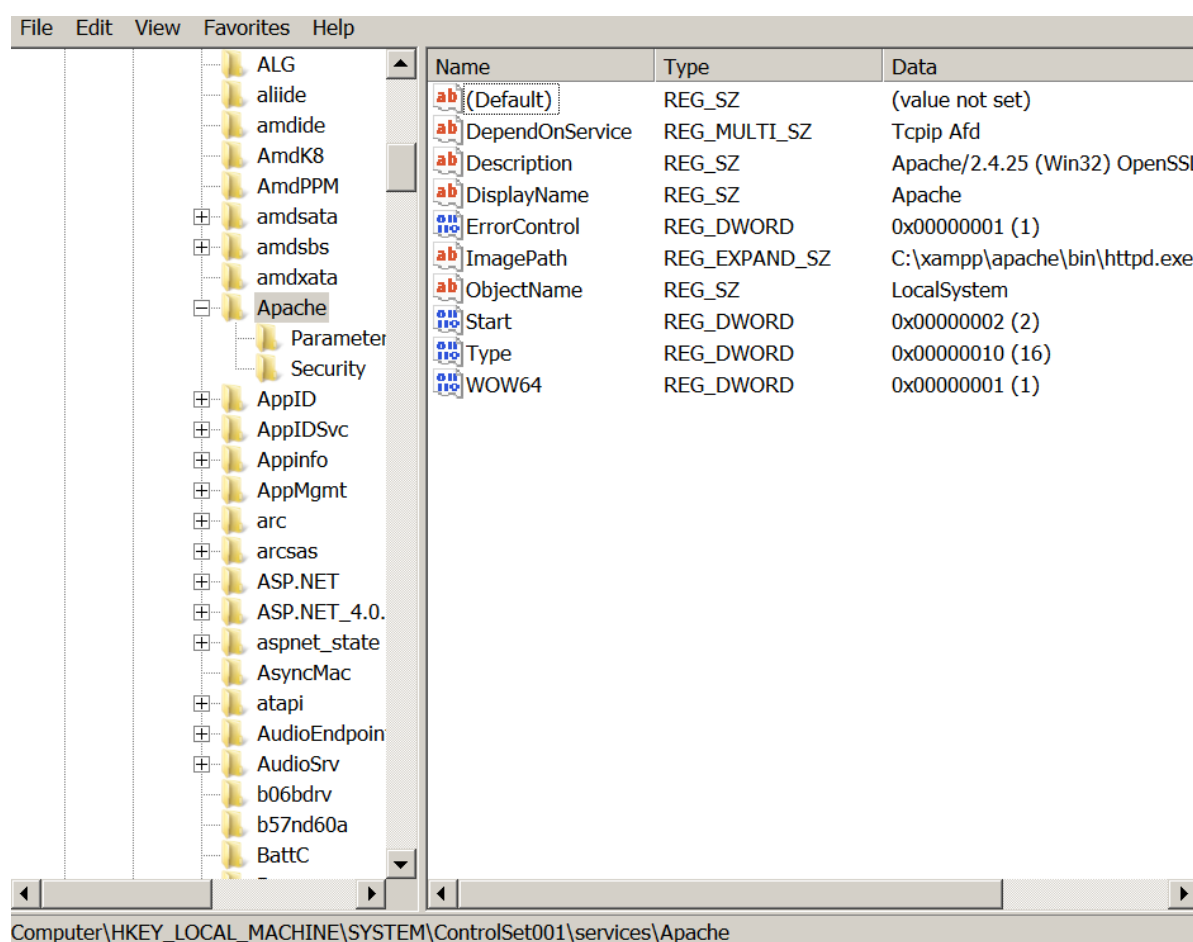 File Edit View Favorites Help
ALG
aliide
amdide
AmdK8
AmdPPM
amdsata
amdsbs
amdxata
Apache
Parameter
Security
AppID
AppIDSvc
Appinfo
AppMgmt
arc
arcsas
ASP.NET
ASP.NET_4.0.
aspnet_state
AsyncMac
atapi
AudioEndpoin
AudioSrv
b06bdrv
b57nd60a
BattC
Name Type Data
(Default) REG_SZ (value not set)
DependOnService REG_MULTI_SZ Tcpip Afd
Description REG_SZ Apache/2.4.25 (Win32) OpenSSL
DisplayName REG_SZ Apache
ErrorControl REG_DWORD 0x00000001 (1)
ImagePath REG_EXPAND_SZ C:\xampp\apache\bin\httpd.exe
ObjectName REG_SZ LocalSystem
Start REG_DWORD 0x00000002 (2)
Type REG_DWORD 0x00000010 (16)
WOW64 REG_DWORD 0x00000001 (1)
Computer\HKEY_LOCAL_MACHINE\SYSTEM\ControlSet001\services\Apache